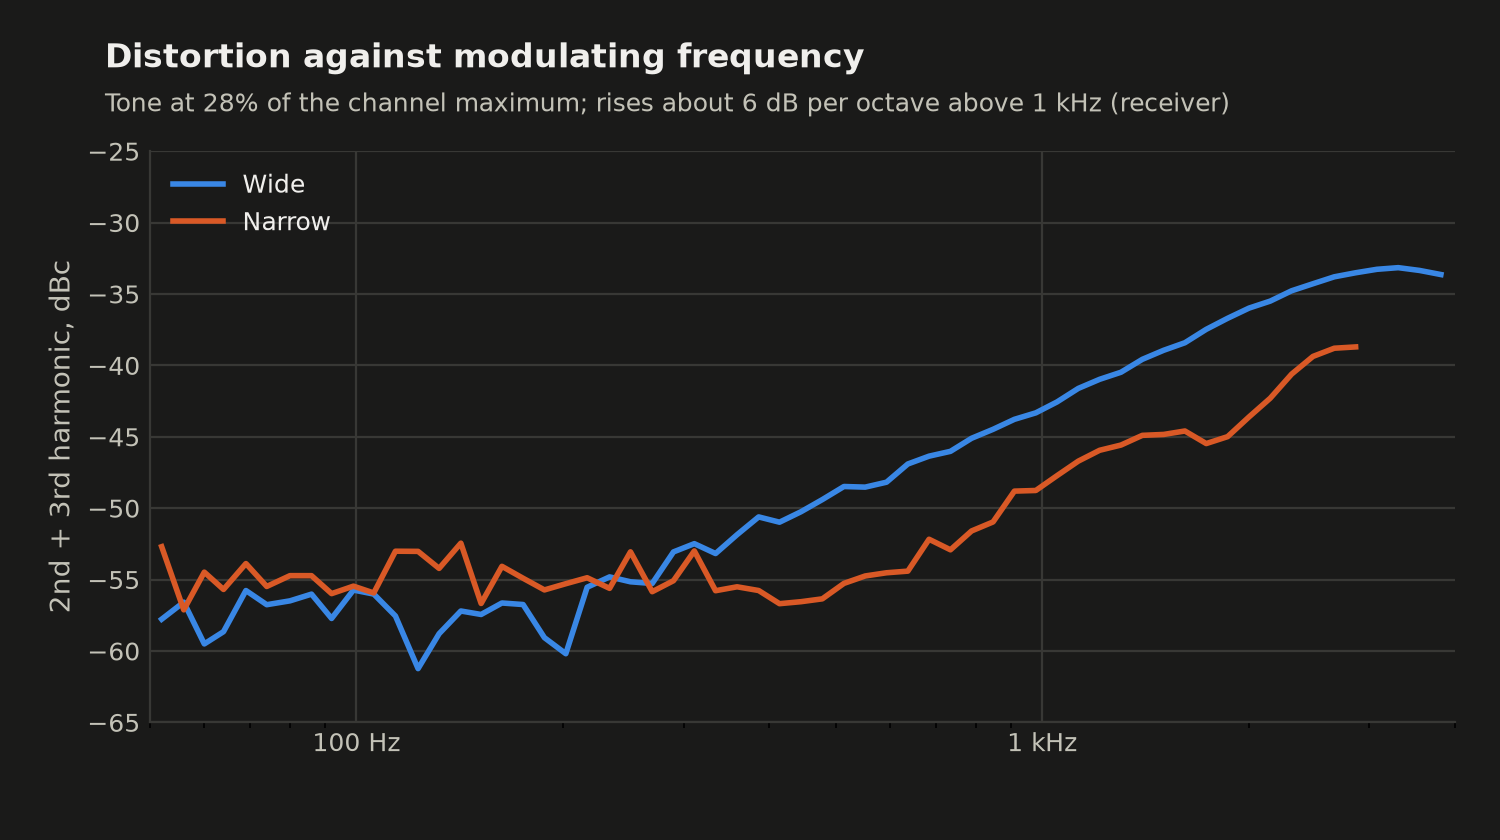 Distortion against modulating frequency
Tone at 28% of the channel maximum; rises about 6 dB per octave above 1 kHz (receiver)
2nd + 3rd harmonic, dBc
−25
−30
−35
−40
−45
−50
−55
−60
−65
Wide
Narrow
100 Hz
1 kHz